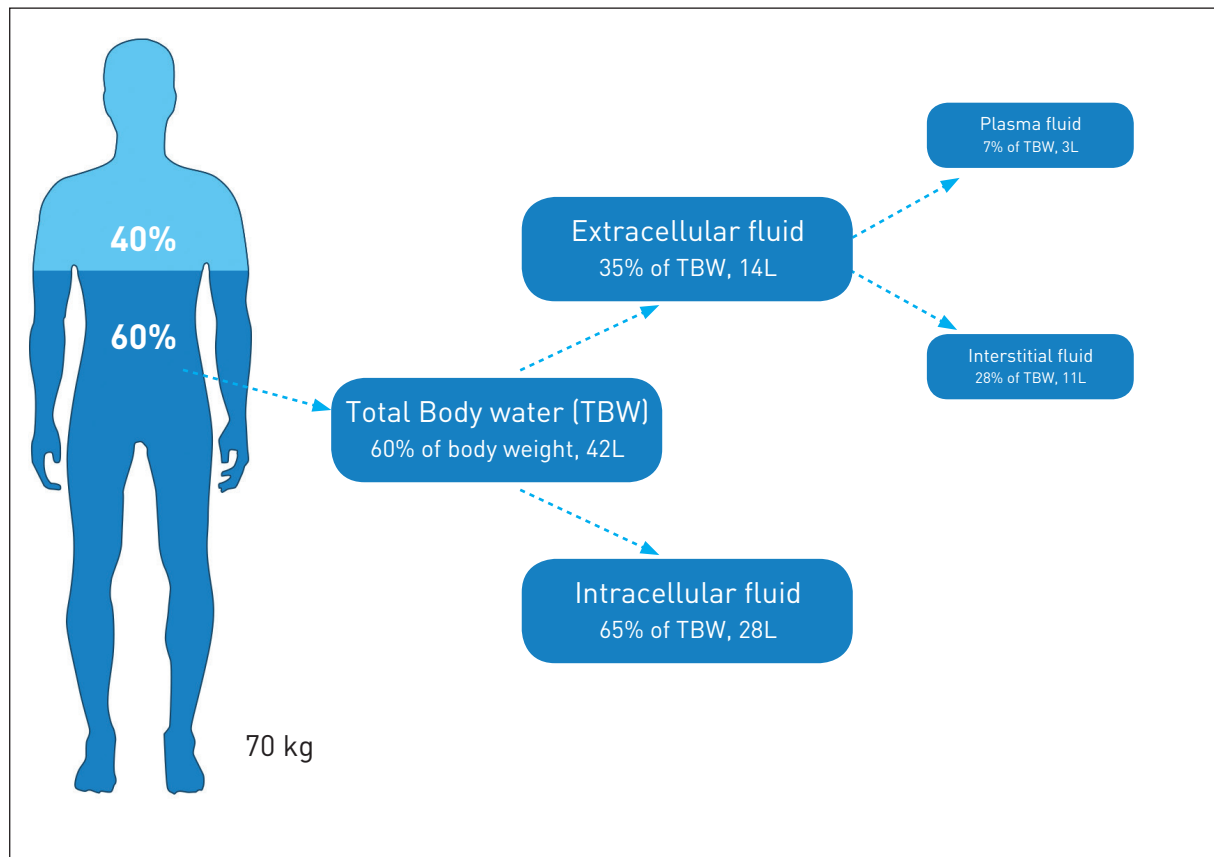 40%
60%
Total Body water (TBW)
60% of body weight, 42L
Extracellular fluid
35% of TBW, 14L
Plasma fluid
7% of TBW, 3L
Interstitial fluid
28% of TBW, 11L
Intracellular fluid
65% of TBW, 28L
70 kg